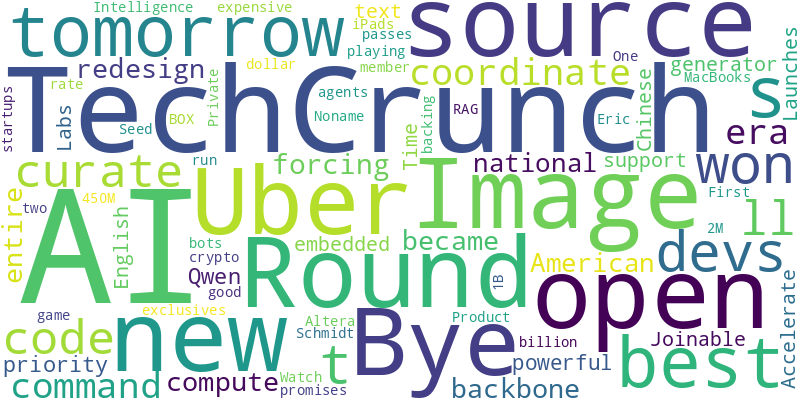 Intelligence
expensive
tomorrow
source
text
iPads
passes
playing
member
One
generator
MacBooks
Launches
redesign
dollar
coordinate
s
rate
startups
TechCrunch
Labs
Private
agents
Noname
Time
backing
RAG
Eric
Chinese
Seed
BOX
era
curate
run
forcing
national
support
won
First
AI
two
450M
entire
English
Uber
Image
ll
2M
bots
crypto
embedded
became
American
devs
Qwen
good
Round
1B
open
Accelerate
exclusives
game
new
Altera
Schmidt
Bye
Product
billion
Joinable
code
t
powerful
best
priority
command
compute
Watch
promises
backbone